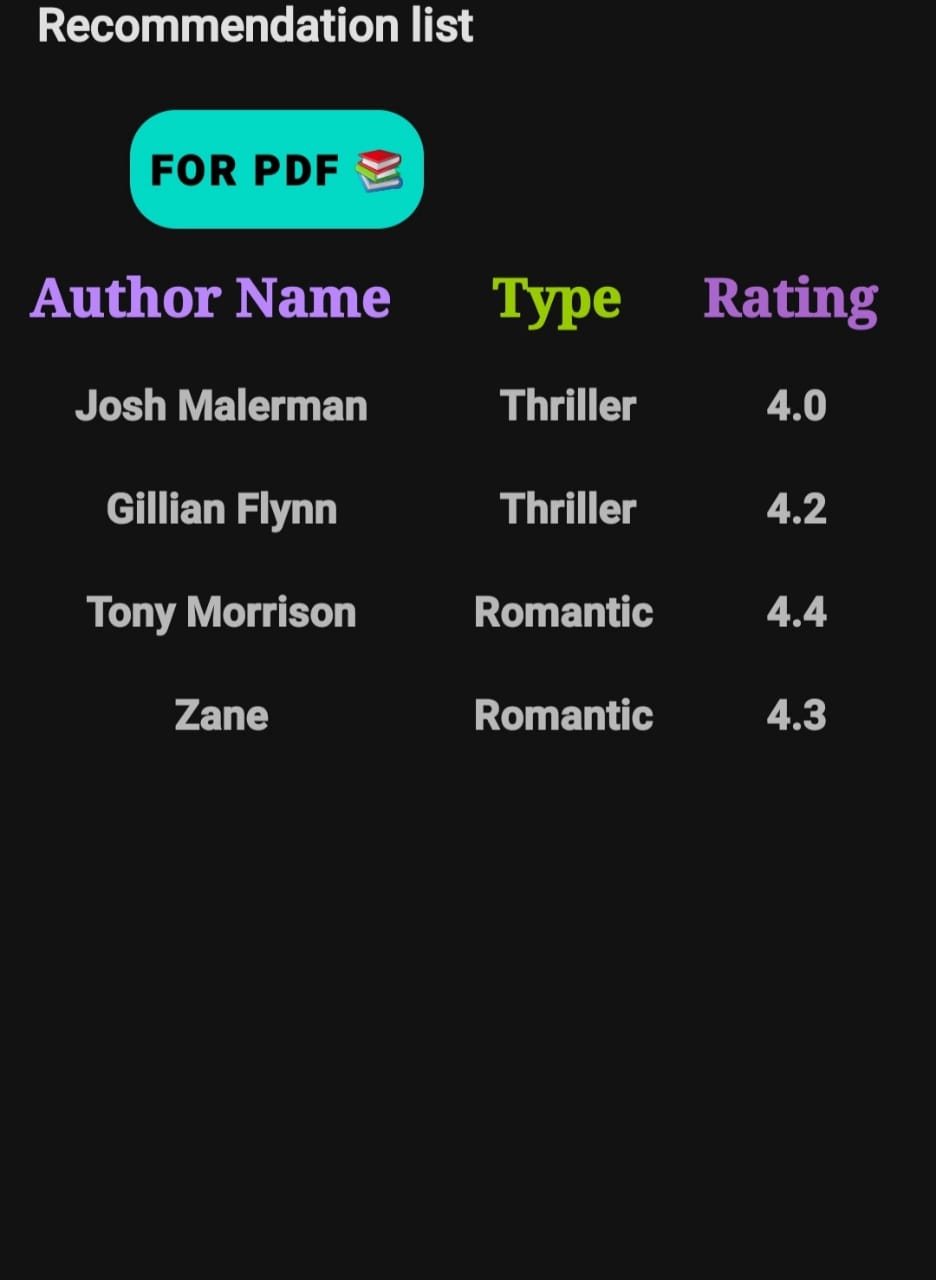 Recommendation list
FOR PDF 📚
Author Name Type Rating
Josh Malerman Thriller 4.0
Gillian Flynn Thriller 4.2
Tony Morrison Romantic 4.4
Zane Romantic 4.3